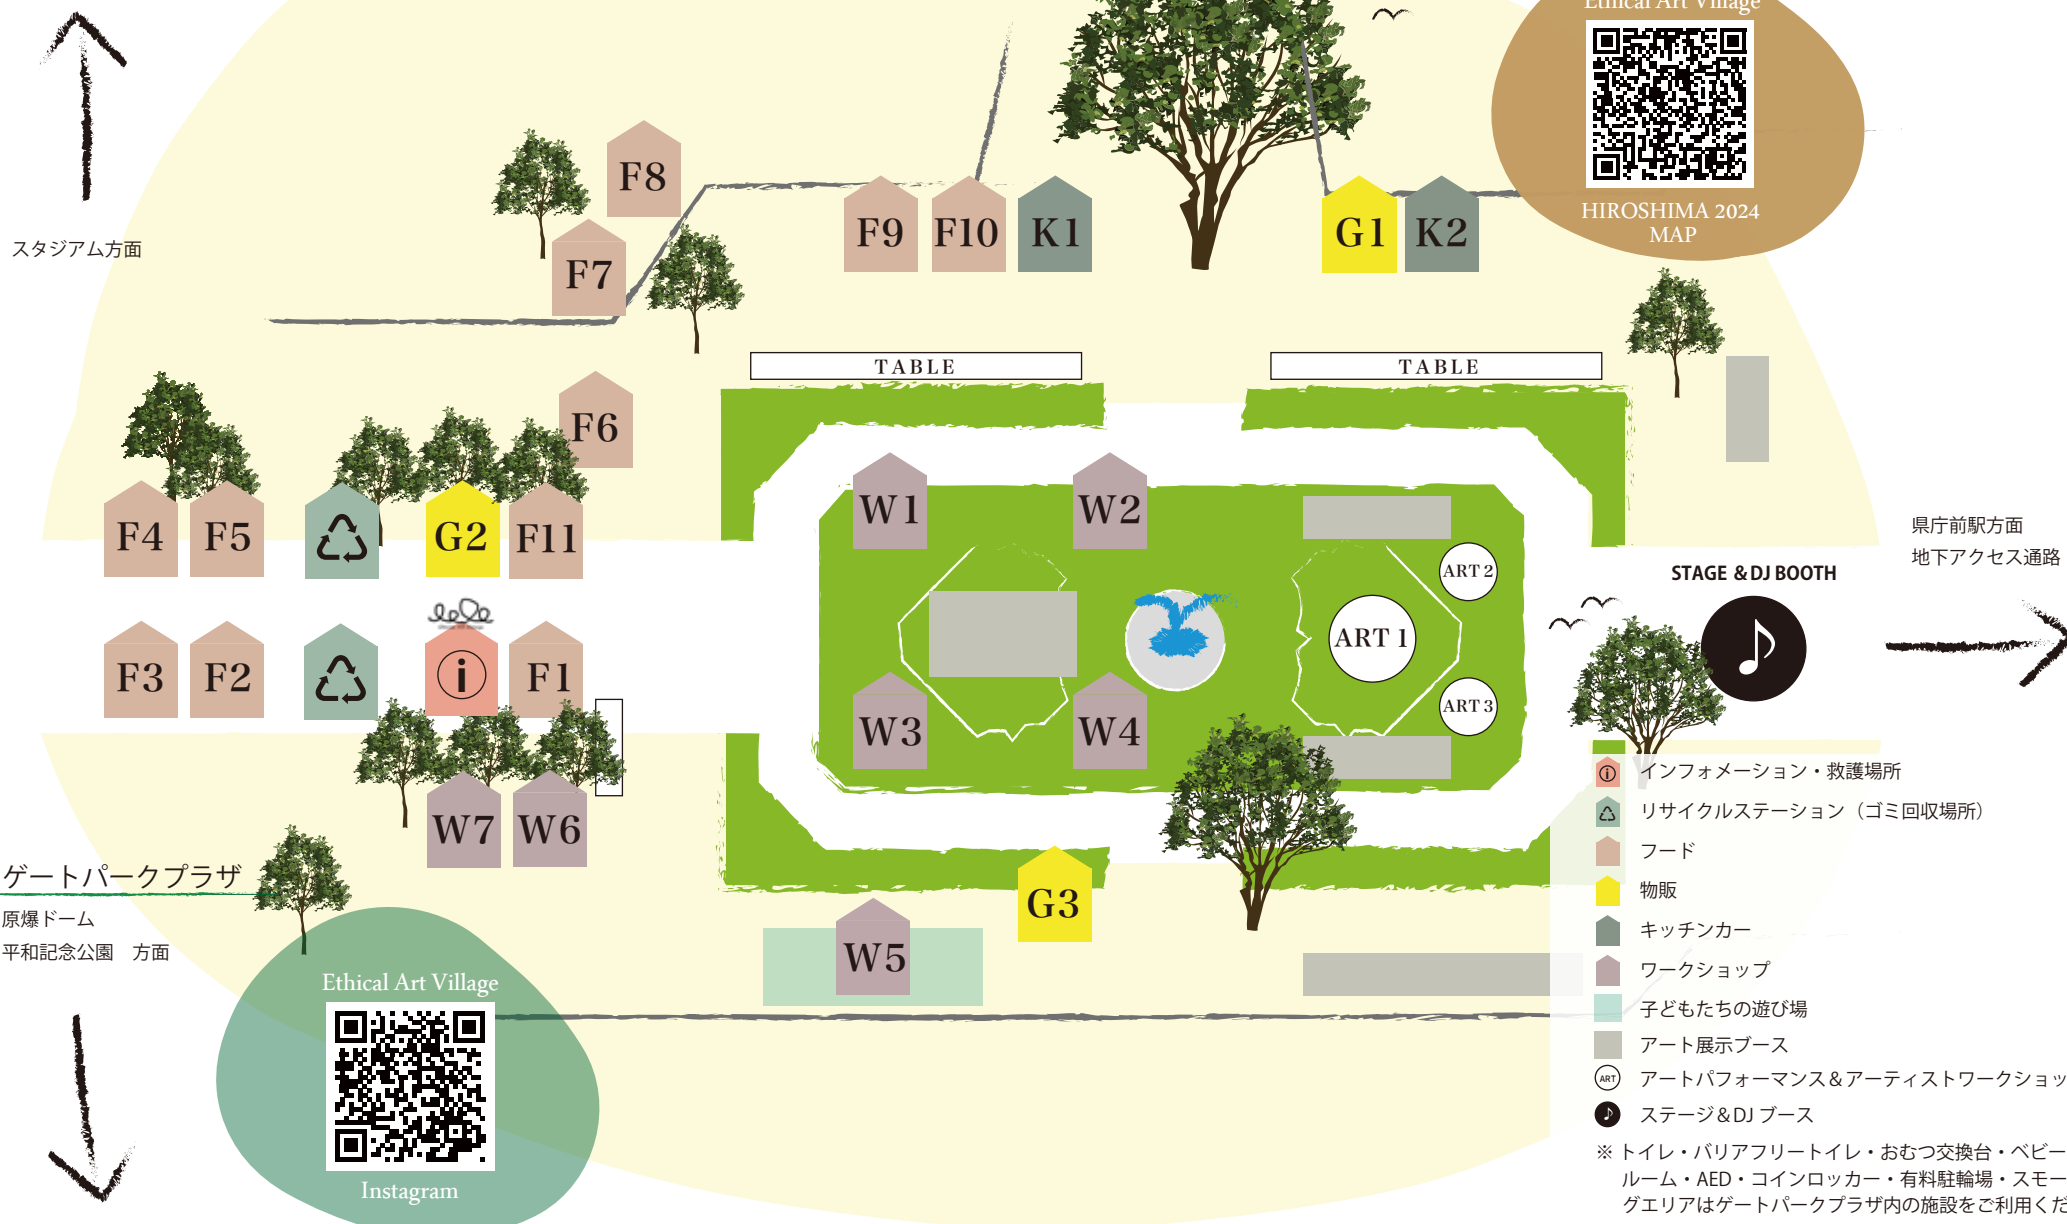 Ethical Art Village
HIROSHIMA 2024
MAP
スタジアム方面
F8
F7
F9
F10
K1
G1
K2
TABLE
TABLE
F6
F4
F5
G2
F11
W1
W2
ART 2
県庁前駅方面
地下アクセス通路
STAGE & DJ BOOTH
F3
F2
i
F1
ART 1
W3
W4
ART 3
W7
W6
ゲートパークプラザ
原爆ドーム
平和記念公園 方面
G3
W5
Ethical Art Village
Instagram
i インフォメーション・救護場所
リサイクルステーション（ゴミ回収場所）
フード
物販
キッチンカー
ワークショップ
子どもたちの遊び場
アート展示ブース
ART アートパフォーマンス＆アーティストワークショッ
ステージ＆DJ ブース
※ トイレ・バリアフリートイレ・おむつ交換台・ベビー
ルーム・AED・コインロッカー・有料駐輪場・スモー
グエリアはゲートパークプラザ内の施設をご利用くだ